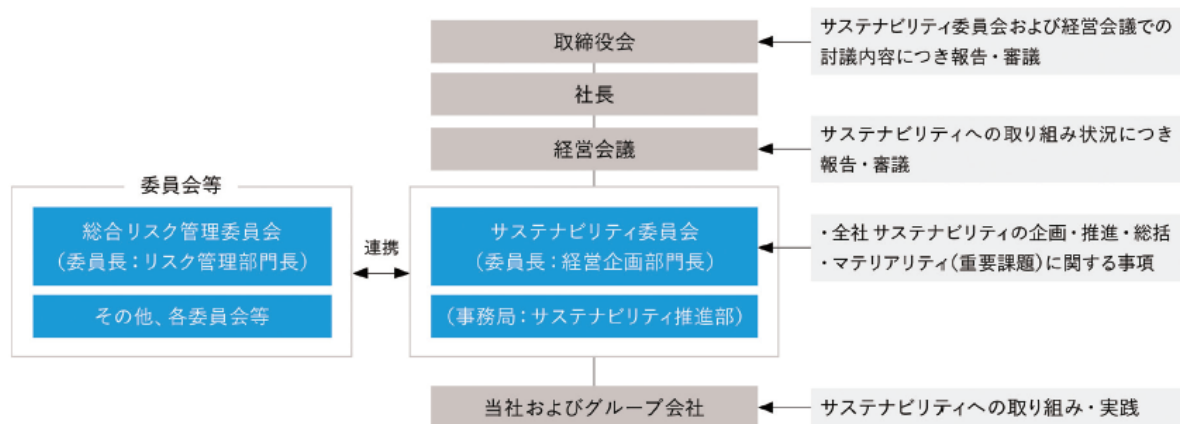 取締役会
サステナビリティ委員会および経営会議での
討議内容につき報告・審議
社長
経営会議
サステナビリティへの取り組み状況につき
報告・審議
委員会等
総合リスク管理委員会
(委員長:リスク管理部門長)
その他、各委員会等
連携
サステナビリティ委員会
(委員長:経営企画部門長)
(事務局:サステナビリティ推進部)
・全社 サステナビリティの企画・推進・総括
・マテリアリティ(重要課題)に関する事項
当社およびグループ会社
サステナビリティへの取り組み・実践